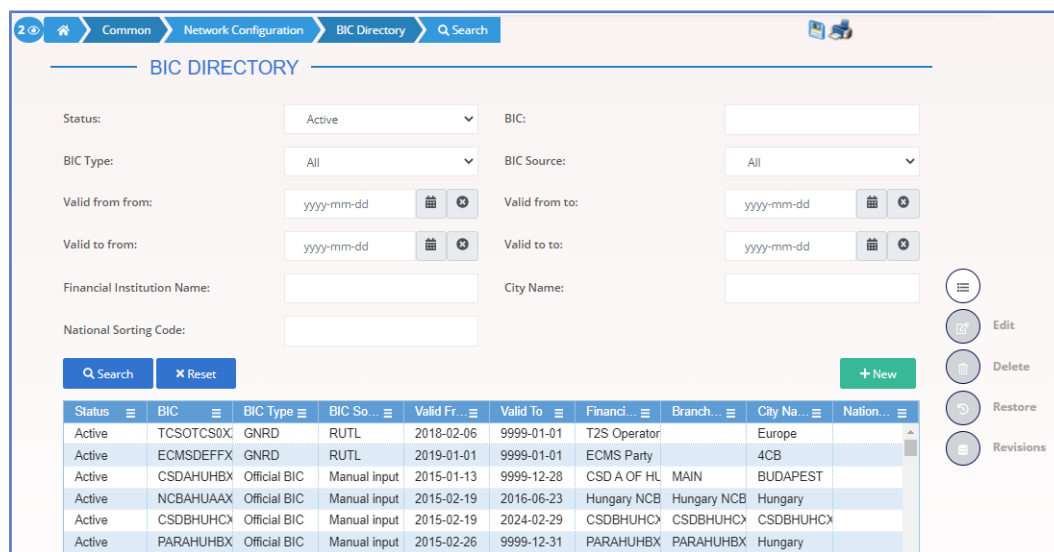 2 Common Network Configuration BIC Directory Search
BIC DIRECTORY
Status: Active BIC:
BIC Type: All BIC Source: All
Valid from from: yyyy-mm-dd Valid from to: yyyy-mm-dd
Valid to from: yyyy-mm-dd Valid to to: yyyy-mm-dd
Financial Institution Name: City Name:
National Sorting Code:
Edit
Search Reset + New
Delete
Status BIC BIC Type BIC So... Valid Fr... Valid To Financi... Branch... City Na... Nation...
Restore
Active TCSOTCS0X GNRD RUTL 2018-02-06 9999-01-01 T2S Operator Europe
Active ECMSDEFFX GNRD RUTL 2019-01-01 9999-01-01 ECMS Party 4CB
Revisions
Active CSDAHUHBX Official BIC Manual input 2015-01-13 9999-12-28 CSD A OF HU MAIN BUDAPEST
Active NCBAHUAAX Official BIC Manual input 2015-02-19 2016-06-23 Hungary NCB Hungary NCB Hungary
Active CSDBHUHCX Official BIC Manual input 2015-02-19 2024-02-29 CSDBHUHCX CSDBHUHCX CSDBHUHCX
Active PARAHUHBX Official BIC Manual input 2015-02-26 9999-12-31 PARAHUHBX PARAHUHBX Hungary